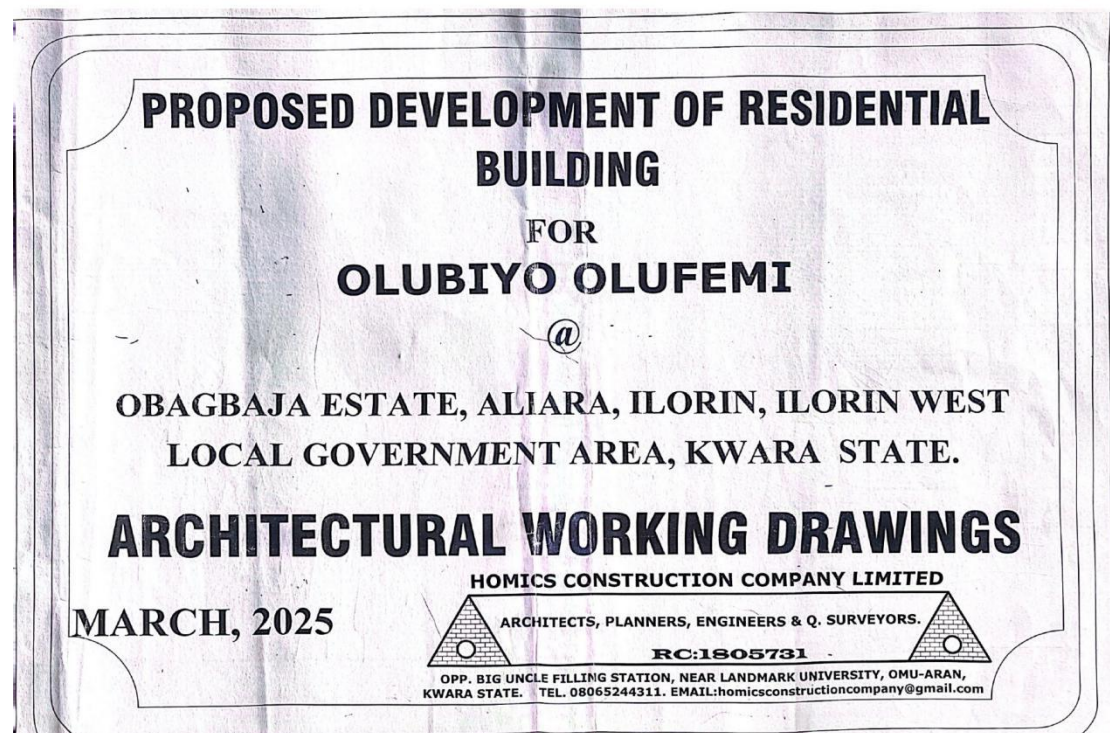 PROPOSED DEVELOPMENT OF RESIDENTIAL
BUILDING
FOR
OLUBIYO OLUFEMI
@
OBAGBAJA ESTATE, ALIARA, ILORIN, ILORIN WEST
LOCAL GOVERNMENT AREA, KWARA STATE.
ARCHITECTURAL WORKING DRAWINGS
MARCH, 2025
HOMICS CONSTRUCTION COMPANY LIMITED
ARCHITECTS, PLANNERS, ENGINEERS & Q. SURVEYORS.
RC:1805731
OPP. BIG UNCLE FILLING STATION, NEAR LANDMARK UNIVERSITY, OMU-ARAN,
KWARA STATE. TEL. 08065244311. EMAIL:homicsconstructioncompany@gmail.com